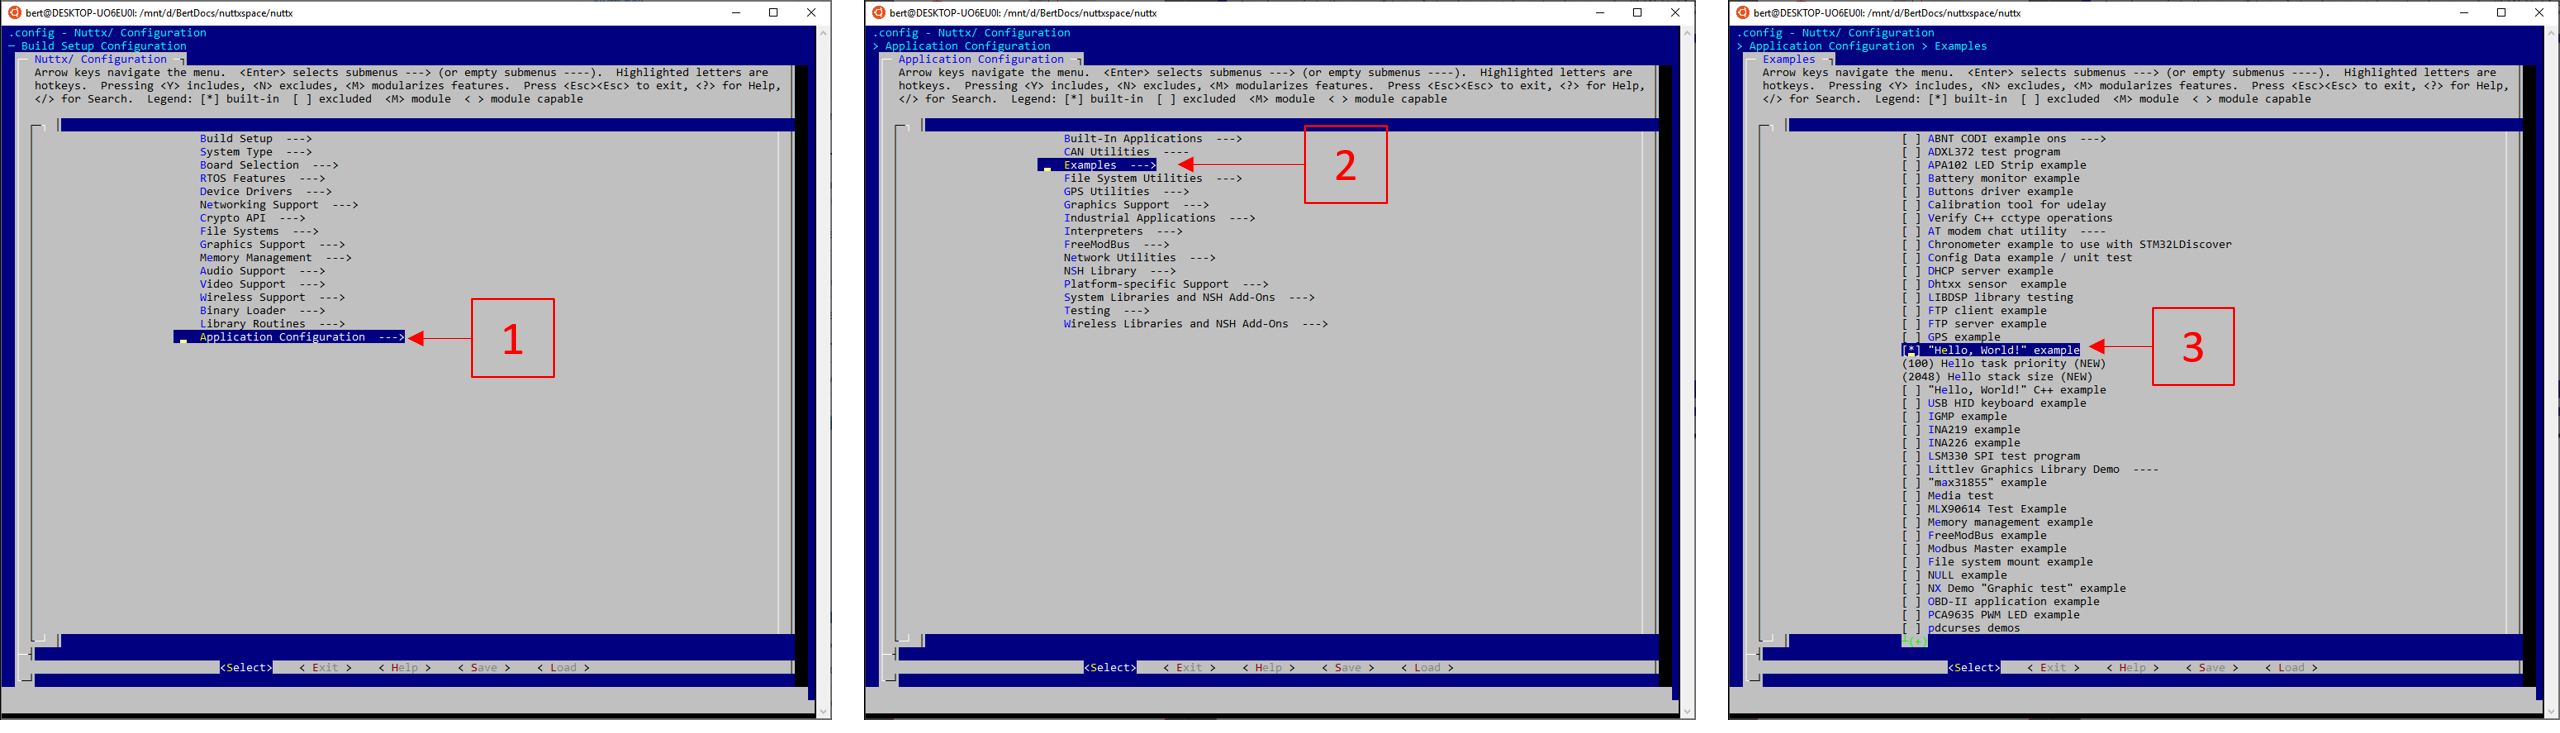 bert@DESKTOP-UO6EU0I: /mnt/d/BertDocs/nuttxspace/nuttx
.config - Nuttx/ Configuration
─ Build Setup Configuration
Nuttx/ Configuration
Arrow keys navigate the menu.  <Enter> selects submenus ---> (or empty submenus ----).  Highlighted letters are
hotkeys.  Pressing <Y> includes, <N> excludes, <M> modularizes features.  Press <Esc><Esc> to exit, <?> for Help,
</> for Search.  Legend: [*] built-in  [ ] excluded  <M> module  < > module capable
Build Setup  --->
System Type  --->
Board Selection  --->
RTOS Features  --->
Device Drivers  --->
Networking Support  --->
Crypto API  --->
File Systems  --->
Graphics Support  --->
Memory Management  --->
Audio Support  --->
Video Support  --->
Wireless Support  --->
Binary Loader  --->
Library Routines  --->
Application Configuration  --->
1
<Select>    < Exit >    < Help >    < Save >    < Load >
bert@DESKTOP-UO6EU0I: /mnt/d/BertDocs/nuttxspace/nuttx
.config - Nuttx/ Configuration
> Application Configuration
Application Configuration
Arrow keys navigate the menu.  <Enter> selects submenus ---> (or empty submenus ----).  Highlighted letters are
hotkeys.  Pressing <Y> includes, <N> excludes, <M> modularizes features.  Press <Esc><Esc> to exit, <?> for Help,
</> for Search.  Legend: [*] built-in  [ ] excluded  <M> module  < > module capable
Built-In Applications  --->
CAN Utilities  ----
Examples  --->
2
File System Utilities  --->
GPS Utilities  --->
Graphics Support  --->
Industrial Applications  --->
Interpreters  --->
FreeModBus  --->
Network Utilities  --->
NSH Library  --->
Platform-specific Support  --->
System Libraries and NSH Add-Ons  --->
Testing  --->
Wireless Libraries and NSH Add-Ons  --->
<Select>    < Exit >    < Help >    < Save >    < Load >
bert@DESKTOP-UO6EU0I: /mnt/d/BertDocs/nuttxspace/nuttx
.config - Nuttx/ Configuration
> Application Configuration > Examples
Examples
Arrow keys navigate the menu.  <Enter> selects submenus ---> (or empty submenus ----).  Highlighted letters are
hotkeys.  Pressing <Y> includes, <N> excludes, <M> modularizes features.  Press <Esc><Esc> to exit, <?> for Help,
</> for Search.  Legend: [*] built-in  [ ] excluded  <M> module  < > module capable
[ ] ABNT CODI example ons  --->
[ ] ADXL372 test program
[ ] APA102 LED Strip example
[ ] Battery monitor example
[ ] Buttons driver example
[ ] Calibration tool for udelay
[ ] Verify C++ cctype operations
[ ] AT modem chat utility  ----
[ ] Chronometer example to use with STM32LDiscover
[ ] Config Data example / unit test
[ ] DHCP server example
[ ] Dhtxx sensor  example
[ ] LIBDSP library testing
[ ] FTP client example
[ ] FTP server example
[ ] GPS example
[*] "Hello, World!" example
3
(100) Hello task priority (NEW)
(2048) Hello stack size (NEW)
[ ] "Hello, World!" C++ example
[ ] USB HID keyboard example
[ ] IGMP example
[ ] INA219 example
[ ] INA226 example
[ ] LSM330 SPI test program
[ ] Littlev Graphics Library Demo  ----
[ ] "max31855" example
[ ] Media test
[ ] MLX90614 Test Example
[ ] Memory management example
[ ] FreeModBus example
[ ] Modbus Master example
[ ] File system mount example
[ ] NULL example
[ ] NX Demo "Graphic test" example
[ ] OBD-II application example
[ ] PCA9635 PWM LED example
[ ] pdcurses demos
┴(+)
<Select>    < Exit >    < Help >    < Save >    < Load >